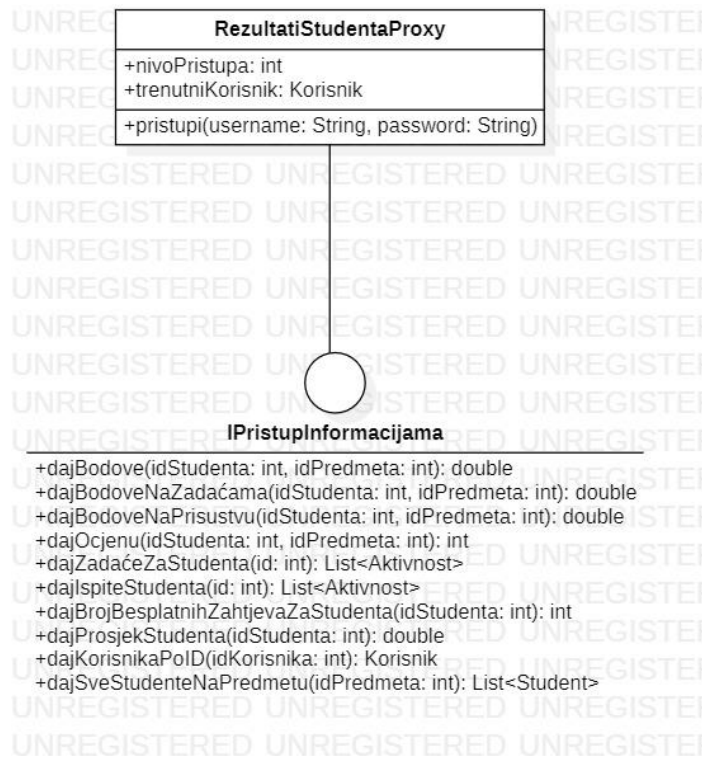 RezultatiStudentaProxy
+nivoPristupa: int
+trenutniKorisnik: Korisnik
+pristupi(username: String, password: String)
IPristupInformacijama
+dajBodove(idStudenta: int, idPredmeta: int): double
+dajBodoveNaZadaćama(idStudenta: int, idPredmeta: int): double
+dajBodoveNaPrisustvu(idStudenta: int, idPredmeta: int): double
+dajOcjenu(idStudenta: int, idPredmeta: int): int
+dajZadaćeZaStudenta(id: int): List<Aktivnost>
+dajIspiteStudenta(id: int): List<Aktivnost>
+dajBrojBesplatnihZahtjevaZaStudenta(idStudenta: int): int
+dajProsjekStudenta(idStudenta: int): double
+dajKorisnikaPoID(idKorisnika: int): Korisnik
+dajSveStudenteNaPredmetu(idPredmeta: int): List<Student>
UNREGISTERED UNREGISTERED